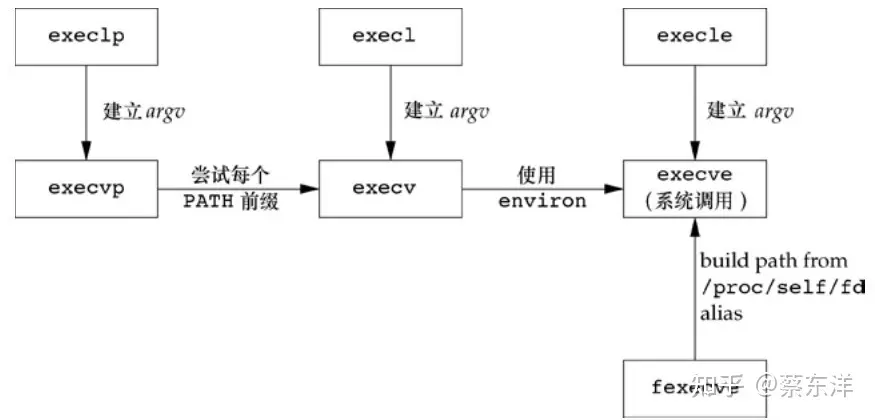 execlp
execl
execle
建立 argv
建立 argv
建立 argv
execvp
尝试每个
PATH 前缀
execv
使用
environ
execve
(系统调用)
build path from
/proc/self/fd
alias
fexecve
知乎 @蔡东洋